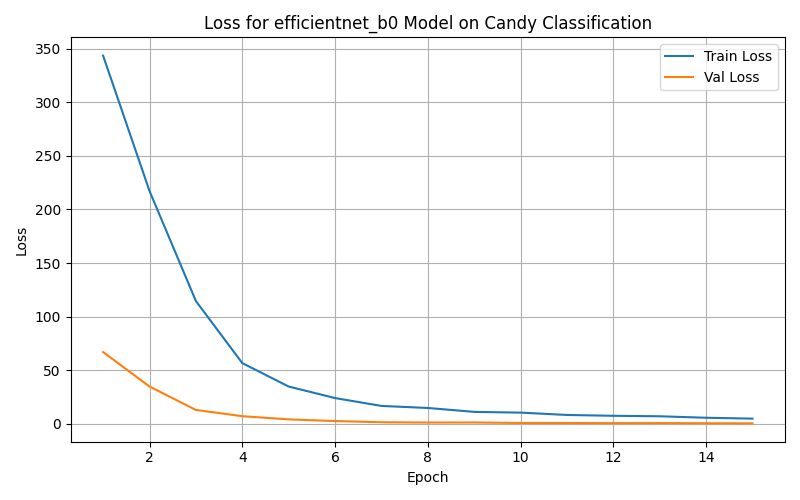 Loss for efficientnet_b0 Model on Candy Classification
Train Loss
Val Loss
350
300
250
200
150
100
50
0
Loss
2 4 6 8 10 12 14
Epoch